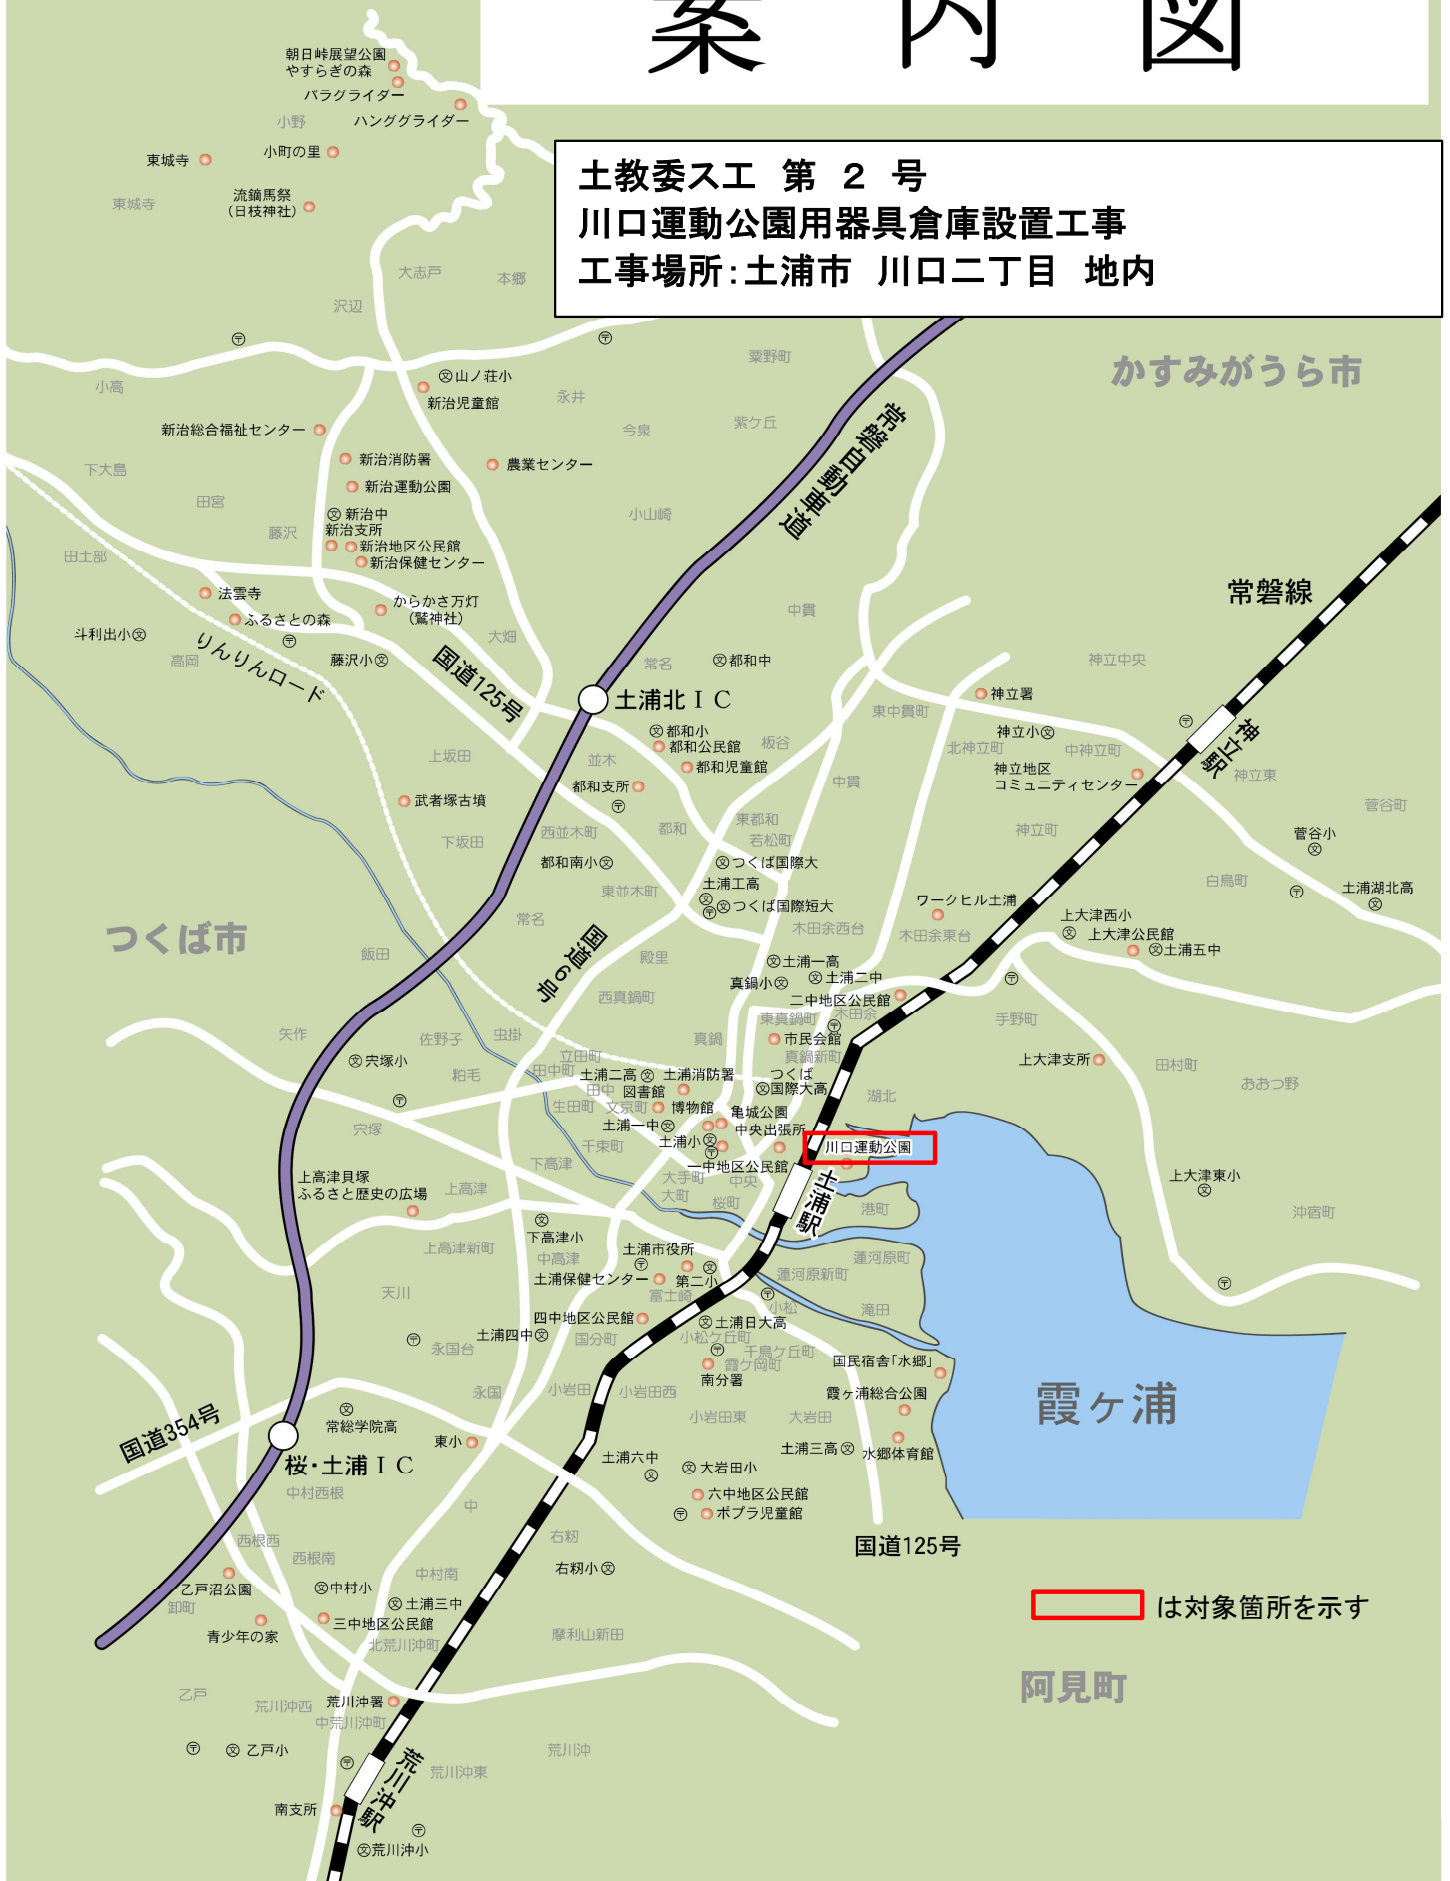 案内図
土教委スエ 第 2 号
川口運動公園用器具倉庫設置工事
工事場所:土浦市 川口二丁目 地内
朝日峠展望公園
やすらぎの森
パラグライダー
ハンググライダー
小野
小町の里
東城寺
東城寺
流鏑馬祭
(日枝神社)
大志戸
本郷
沢辺
粟野町
かすみがうら市
小高
山ノ荘小
新治児童館
永井
紫ケ丘
今泉
常磐自動車道
新治総合福祉センター
新治消防署
農業センター
下大島
新治運動公園
田宮
新治中
小山崎
藤沢
新治支所
新治地区公民館
新治保健センター
田土部
常磐線
法雲寺
からかさ万灯
(鷲神社)
中貫
ふるさとの森
斗利出小
りんりんロード
大畑
高岡
藤沢小
国道125号
常名
都和中
神立中央
土浦北IC
神立署
東中貫町
都和小
神立小
神立駅
都和公民館
板谷
北神立町
中神立町
上坂田
並木
都和児童館
神立地区
コミュニティセンター
神立東
都和支所
中貫
武者塚古墳
菅谷町
西並木町
都和
東都和
若松町
神立町
菅谷小
下坂田
都和南小
つくば国際大
東並木町
土浦工高
白鳥町
土浦湖北高
つくば国際短大
ワークヒル土浦
常名
上大津西小
つくば市
国道6号
木田余西台
木田余東台
上大津公民館
土浦五中
飯田
殿里
土浦一高
真鍋小
土浦二中
西真鍋町
二中地区公民館
矢作
佐野子
虫掛
真鍋
東真鍋町
木田余
手野町
市民会館
穴塚小
立田町
真鍋新町
上大津支所
田村町
粕毛
田中町
土浦二高
土浦消防署
つくば
国際大高
おおつ野
田中
図書館
湖北
生田町
文京町
博物館
亀城公園
穴塚
土浦一中
中央出張所
千束町
土浦小
川口運動公園
下高津
一中地区公民館
上高津貝塚
ふるさと歴史の広場
大手町
中央
土浦駅
上大津東小
上高津
大町
桜町
港町
沖宿町
下高津小
上高津新町
中高津
土浦市役所
蓮河原町
土浦保健センター
第二小
蓮河原新町
天川
富士崎
小松
滝田
四中地区公民館
土浦日大高
土浦四中
国分町
小松ケ丘町
永国台
千鳥ケ丘町
霞ケ岡町
国民宿舎「水郷」
南分署
永国
小岩田
小岩田西
霞ヶ浦総合公園
霞ヶ浦
国道354号
常総学院高
小岩田東
大岩田
東小
土浦三高
水郷体育館
桜・土浦IC
土浦六中
大岩田小
中村西根
六中地区公民館
中
ポプラ児童館
西根西
右籾
国道125号
西根南
中村南
右籾小
乙戸沼公園
中村小
は対象箇所を示す
卸町
土浦三中
三中地区公民館
青少年の家
北荒川沖町
摩利山新田
阿見町
乙戸
荒川沖西
荒川沖署
中荒川沖町
乙戸小
荒川沖
荒川沖駅
荒川沖東
南支所
荒川沖小